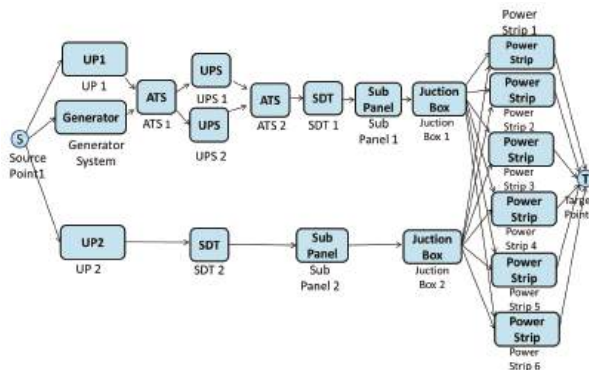 Power
Strip 1
Power
Strip
UP1
UP 1
UPS
UPS 1
Power
Strip
Power
Strip 2
ATS
ATS 1
ATS
ATS 2
SDT
SDT 1
Sub
Panel
Sub
Panel 1
Juction
Box
Juction
Box 1
Generator
Generator
System
UPS
UPS 2
S
Source
Point1
Power
Strip
Power
Strip 3
T
Target
Point
Power
Strip
Power
Strip 4
UP2
UP 2
SDT
SDT 2
Sub
Panel
Sub
Panel 2
Juction
Box
Juction
Box 2
Power
Strip
Power
Strip 5
Power
Strip
Power
Strip 6